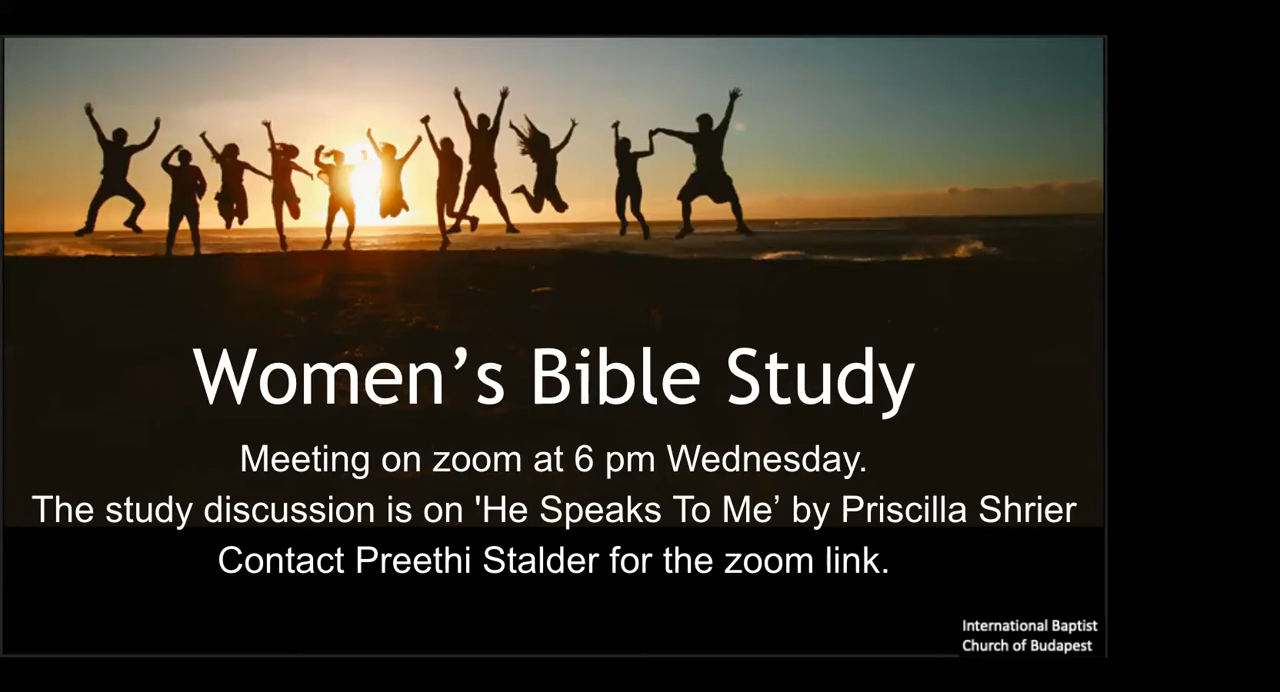 Women’s Bible Study
Meeting on zoom at 6 pm Wednesday.
The study discussion is on 'He Speaks To Me’ by Priscilla Shrier
Contact Preethi Stalder for the zoom link.
International Baptist
Church of Budapest